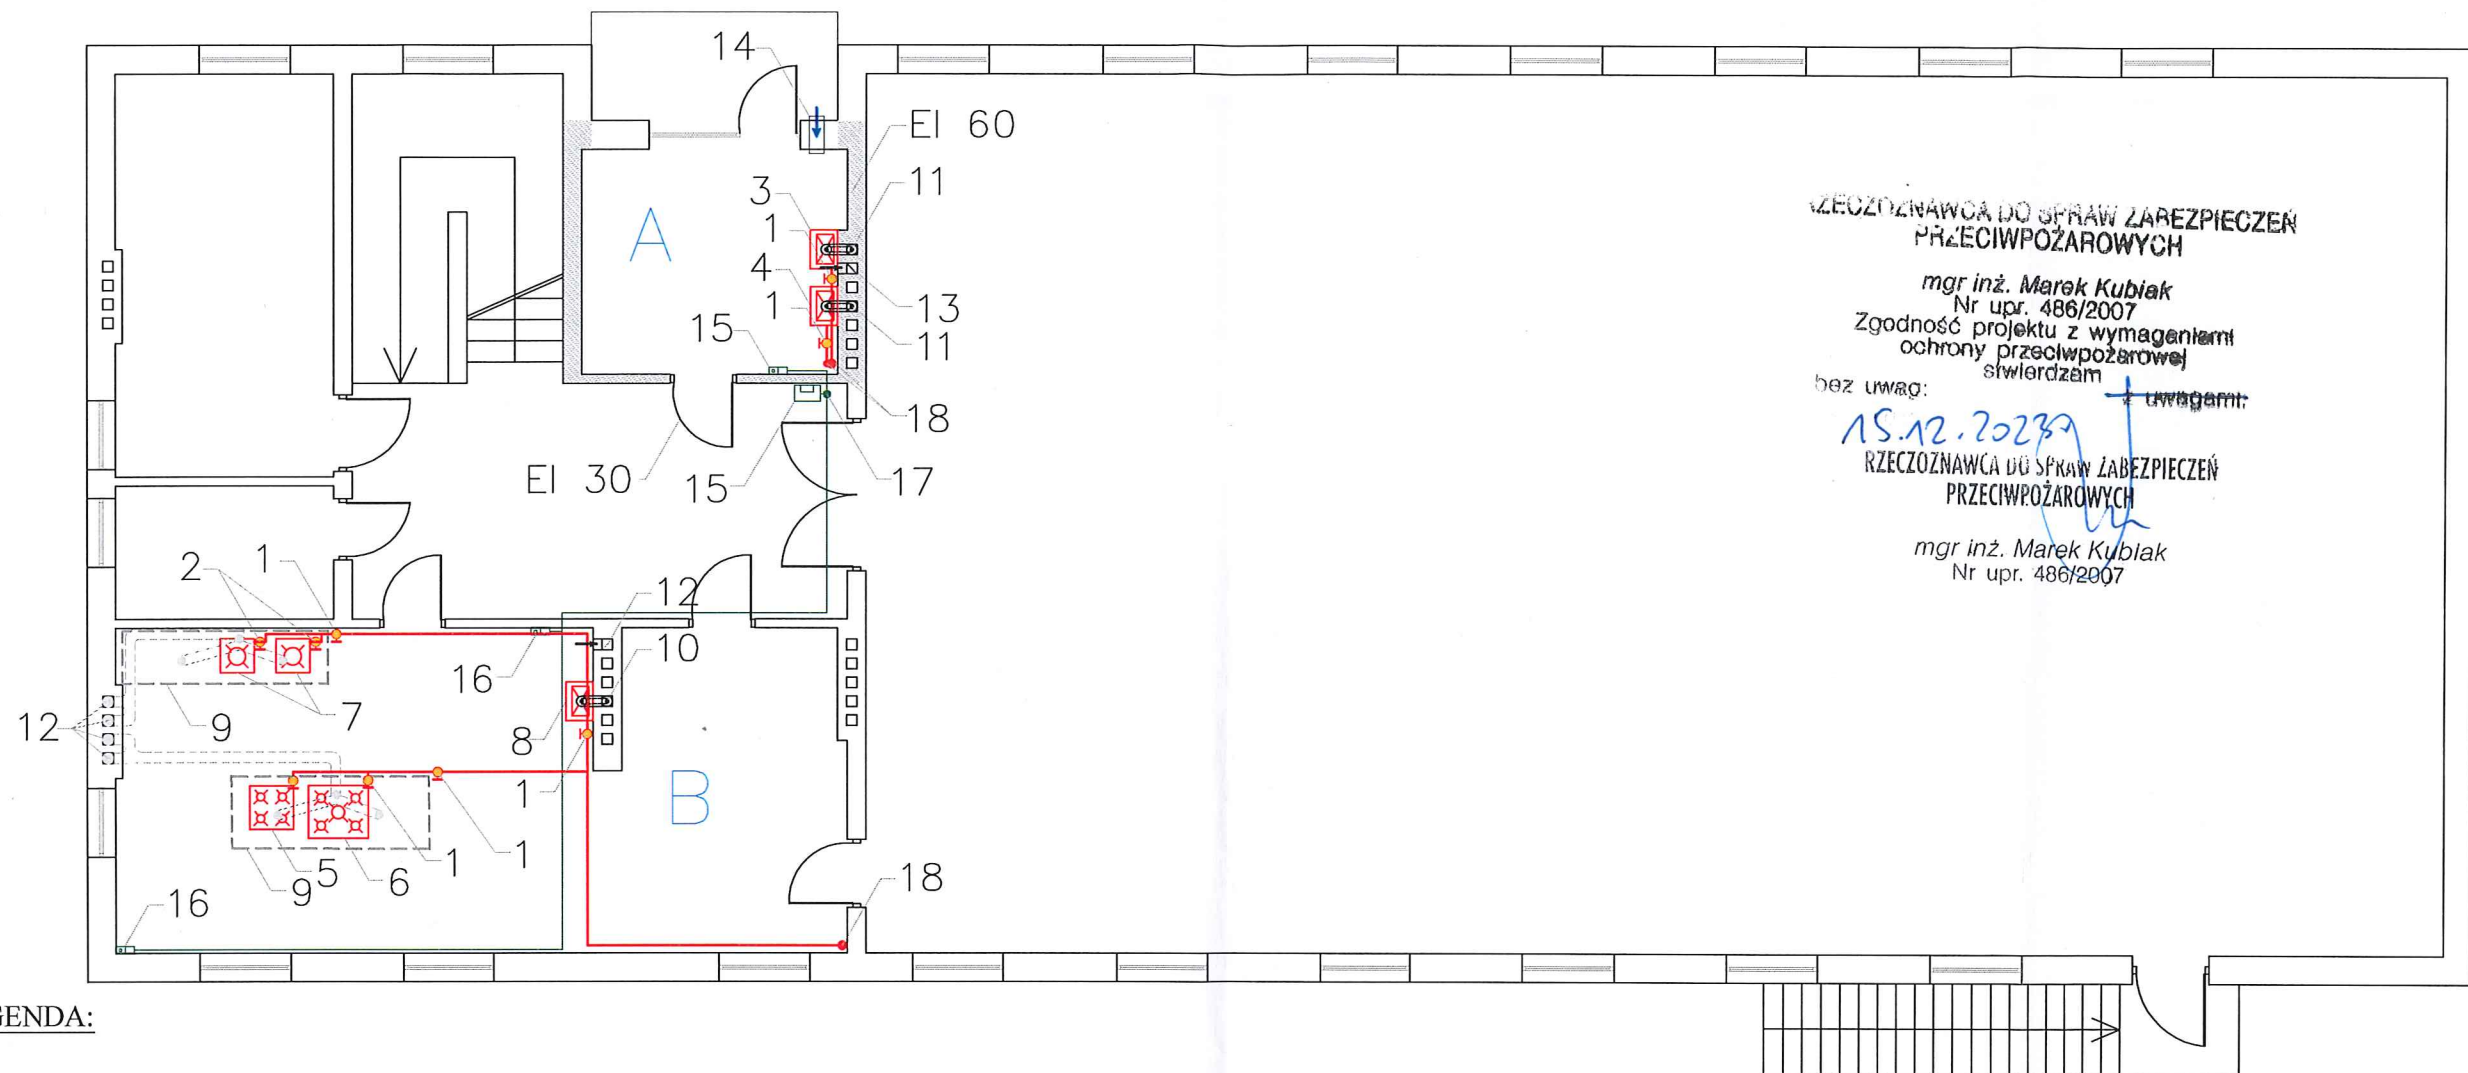 14
EI 60
11
3
1
A
4
13
1
11
15
18
EI 30
15
17
2
1
12
10
16
12
9
7
8
1
B
5
1
1
9
6
18
16
GENDA:
RZECZOZNAWCA DO SPRAW ZABEZPIECZEŃ
PRZECIWPOŻAROWYCH
mgr inż. Marek Kubiak
Nr upr. 486/2007
Zgodność projektu z wymaganiami
ochrony przeciwpożarowej
stwierdzam
bez uwag: z uwagami:
15.12.2023
RZECZOZNAWCA DO SPRAW ZABEZPIECZEŃ
PRZECIWPOŻAROWYCH
mgr inż. Marek Kubiak
Nr upr. 486/2007